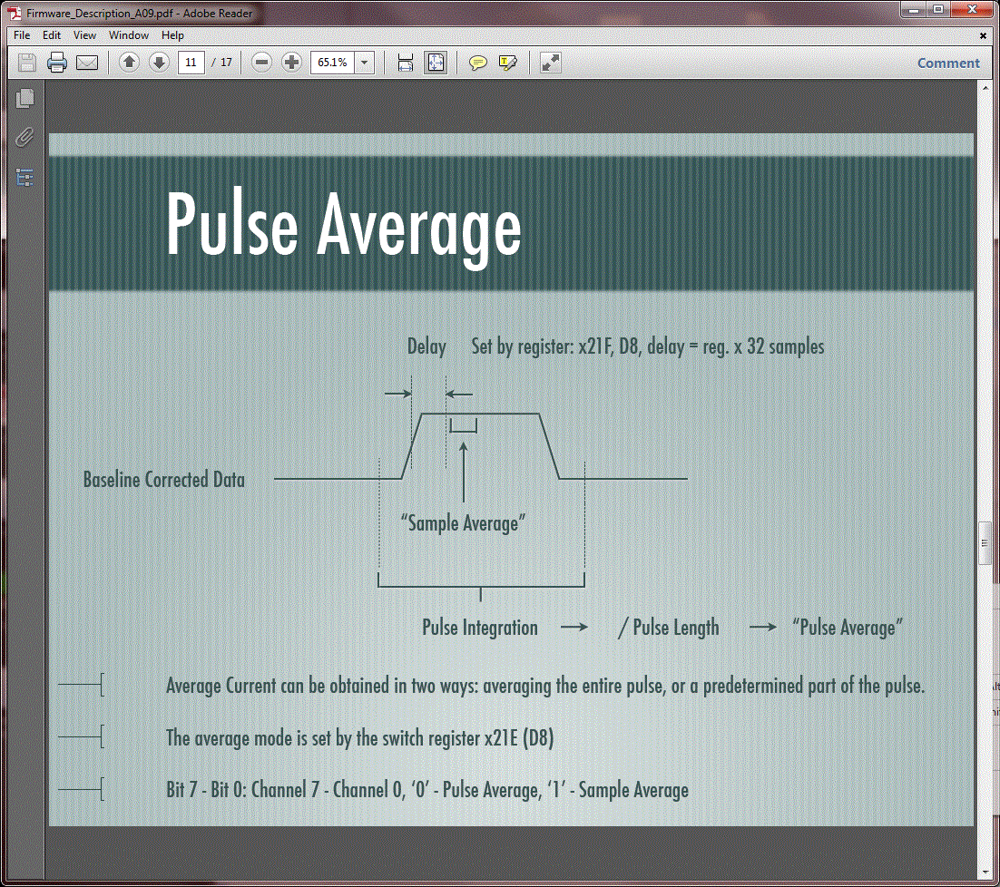 Firmware_Description_A09.pdf - Adobe Reader
File Edit View Window Help
11 / 17 65.1% Comment
Pulse Average
Delay Set by register: x21F, D8, delay = reg. x 32 samples
Baseline Corrected Data
“Sample Average”
Pulse Integration / Pulse Length “Pulse Average”
Average Current can be obtained in two ways: averaging the entire pulse, or a predetermined part of the pulse.
The average mode is set by the switch register x21E (D8)
Bit 7 - Bit 0: Channel 7 - Channel 0, ‘0’ - Pulse Average, ‘1’ - Sample Average